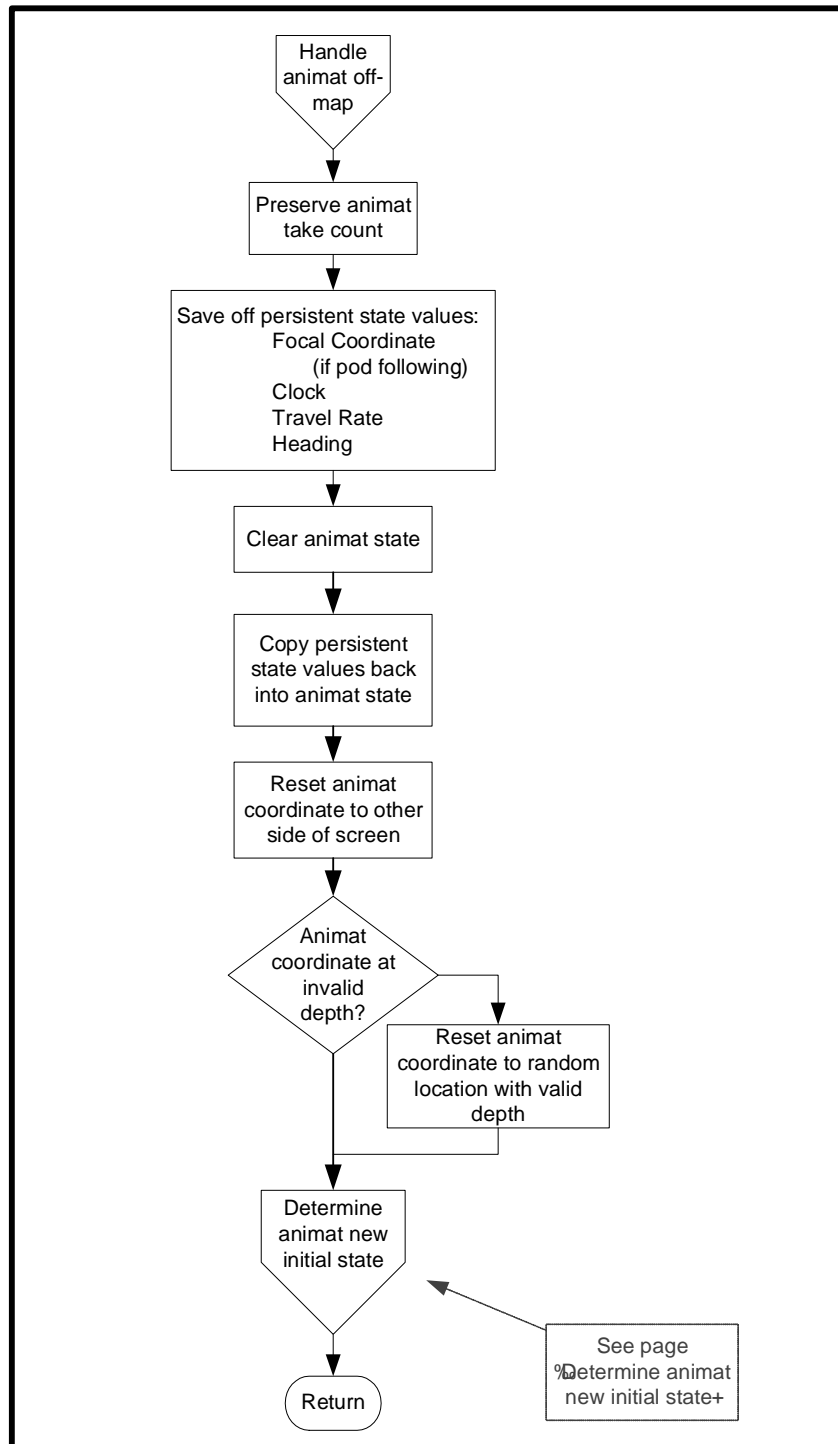 Handle
animat off-
map
Preserve animat
take count
Save off persistent state values:
Focal Coordinate
(if pod following)
Clock
Travel Rate
Heading
Clear animat state
Copy persistent
state values back
into animat state
Reset animat
coordinate to other
side of screen
Animat
coordinate at
invalid
depth?
Reset animat
coordinate to random
location with valid
depth
Determine
animat new
initial state
See page
‰Determine animat
new initial state+
Return